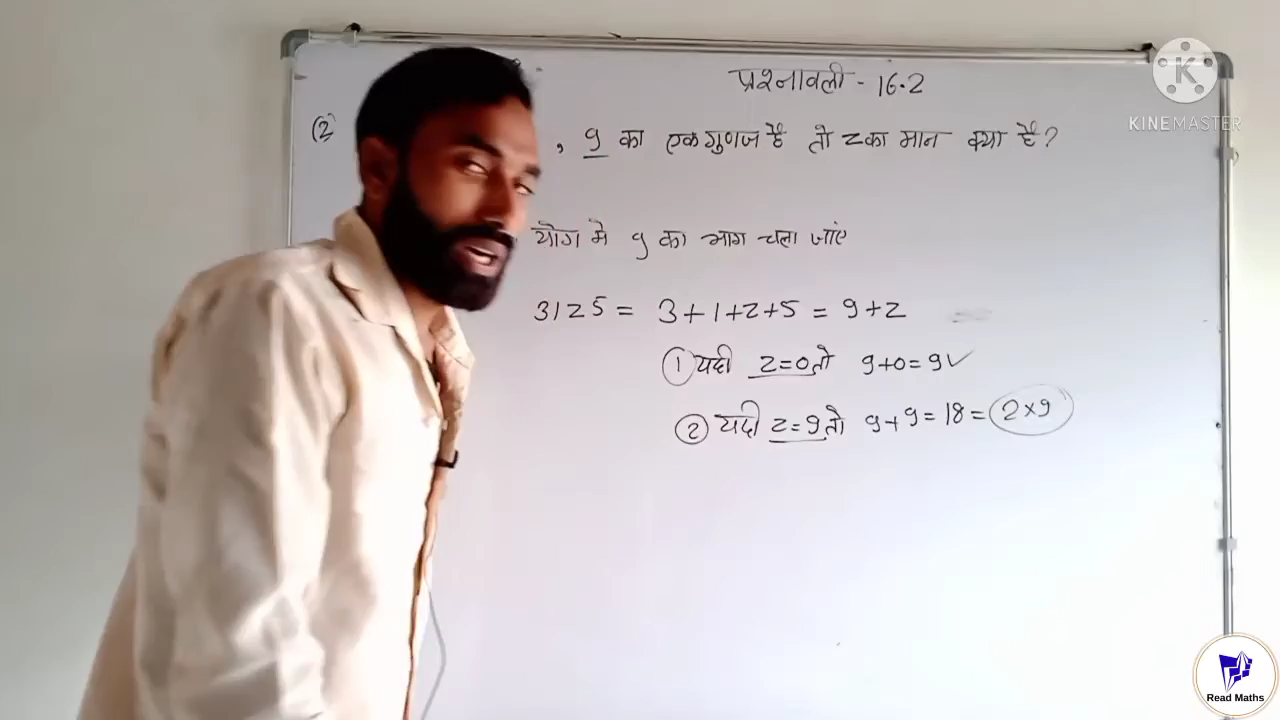 प्रश्नावली - 16.2
(2) , 9 का एक गुणज है तो z का मान क्या है?
योग मे 9 का भाग चला जाएं
31z5 = 3+1+z+5 = 9+z
① यदी z=0 तो 9+0=9✓
② यदी z=9 तो 9+9=18=2×9
KINEMASTER
Read Maths